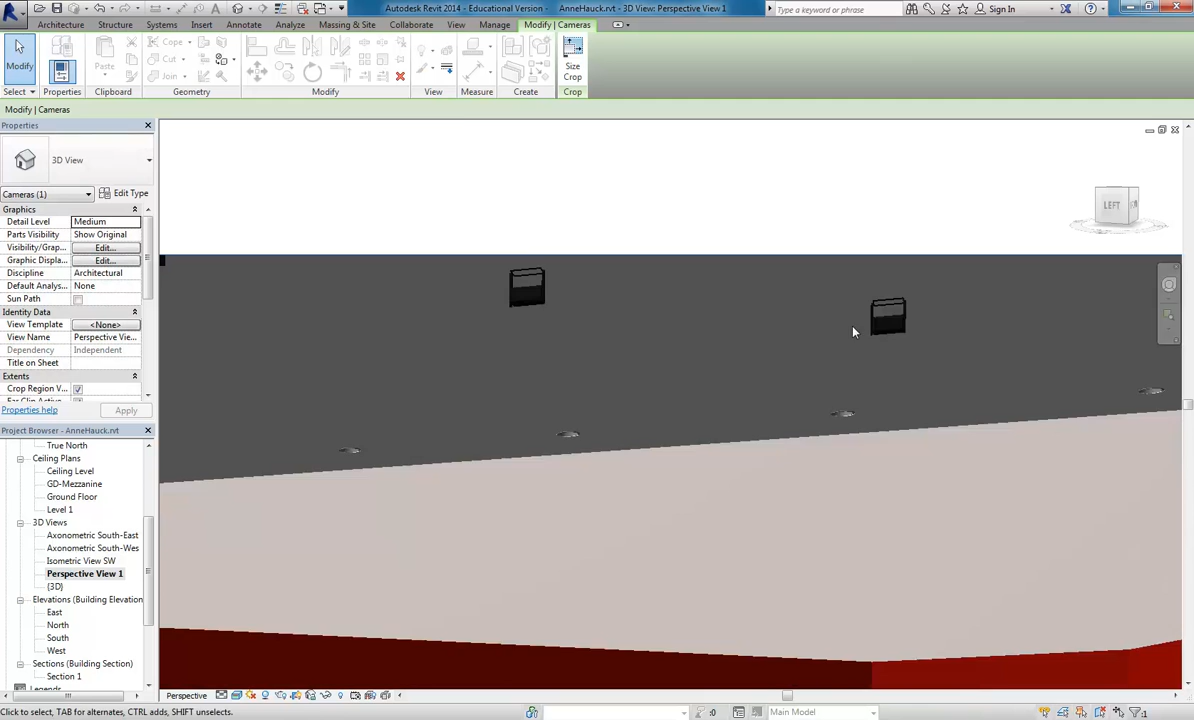 Autodesk Revit 2014 - Educational Version -    AnneHauck.rvt - 3D View: Perspective View 1
Type a keyword or phrase
Sign In
Architecture Structure Systems Insert Annotate Analyze Massing & Site Collaborate View Manage Modify | Cameras
Modify
Paste
Cope
Cut
Join
Size
Crop
Select Properties Clipboard Geometry Modify View Measure Create Crop
Modify | Cameras
Properties
3D View
Cameras (1) Edit Type
Graphics
Detail Level Medium
Parts Visibility Show Original
Visibility/Grap... Edit...
Graphic Displa... Edit...
Discipline Architectural
Default Analys... None
Sun Path
Identity Data
View Template <None>
View Name Perspective Vie...
Dependency Independent
Title on Sheet
Extents
Crop Region V...
Far Clip Active
Properties help Apply
Project Browser - AnneHauck.rvt
True North
Ceiling Plans
Ceiling Level
GD-Mezzanine
Ground Floor
Level 1
3D Views
Axonometric South-East
Axonometric South-Wes
Isometric View SW
Perspective View 1
{3D}
Elevations (Building Elevation
East
North
South
West
Sections (Building Section)
Section 1
Legends
LEFT
Perspective
Click to select, TAB for alternates, CTRL adds, SHIFT unselects.
:0
Main Model
:1